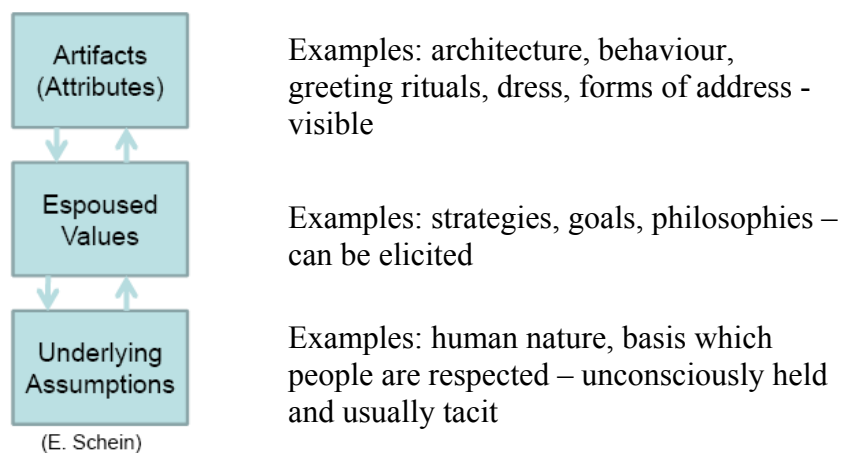 Artifacts
(Attributes)
Examples: architecture, behaviour,
greeting rituals, dress, forms of address -
visible
Espoused
Values
Examples: strategies, goals, philosophies –
can be elicited
Underlying
Assumptions
Examples: human nature, basis which
people are respected – unconsciously held
and usually tacit
(E. Schein)